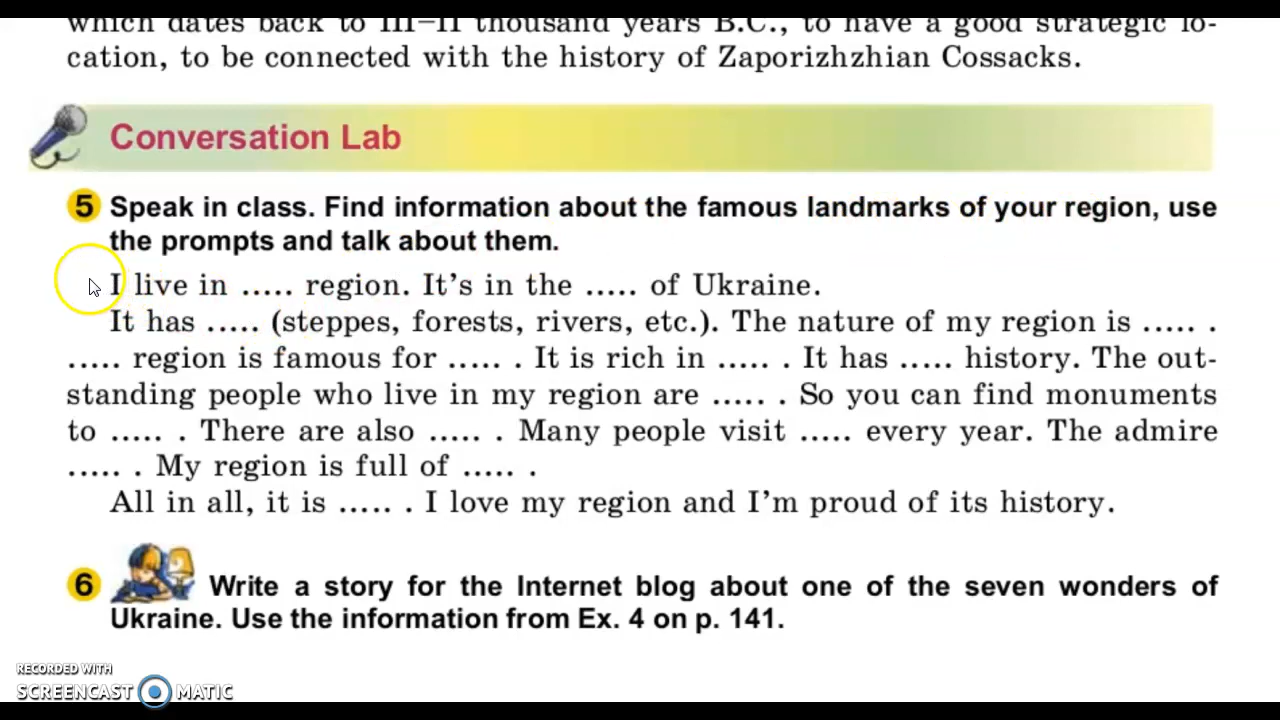 which dates back to III–II thousand years B.C., to have a good strategic lo-
cation, to be connected with the history of Zaporizhzhian Cossacks.
Conversation Lab
5 Speak in class. Find information about the famous landmarks of your region, use
the prompts and talk about them.
I live in ..... region. It's in the ..... of Ukraine.
It has ..... (steppes, forests, rivers, etc.). The nature of my region is ..... .
..... region is famous for ..... . It is rich in ..... . It has ..... history. The out-
standing people who live in my region are ..... . So you can find monuments
to ..... . There are also ..... . Many people visit ..... every year. The admire
..... . My region is full of ..... .
All in all, it is ..... . I love my region and I'm proud of its history.
6 Write a story for the Internet blog about one of the seven wonders of
Ukraine. Use the information from Ex. 4 on p. 141.
RECORDED WITH
SCREENCAST MATIC